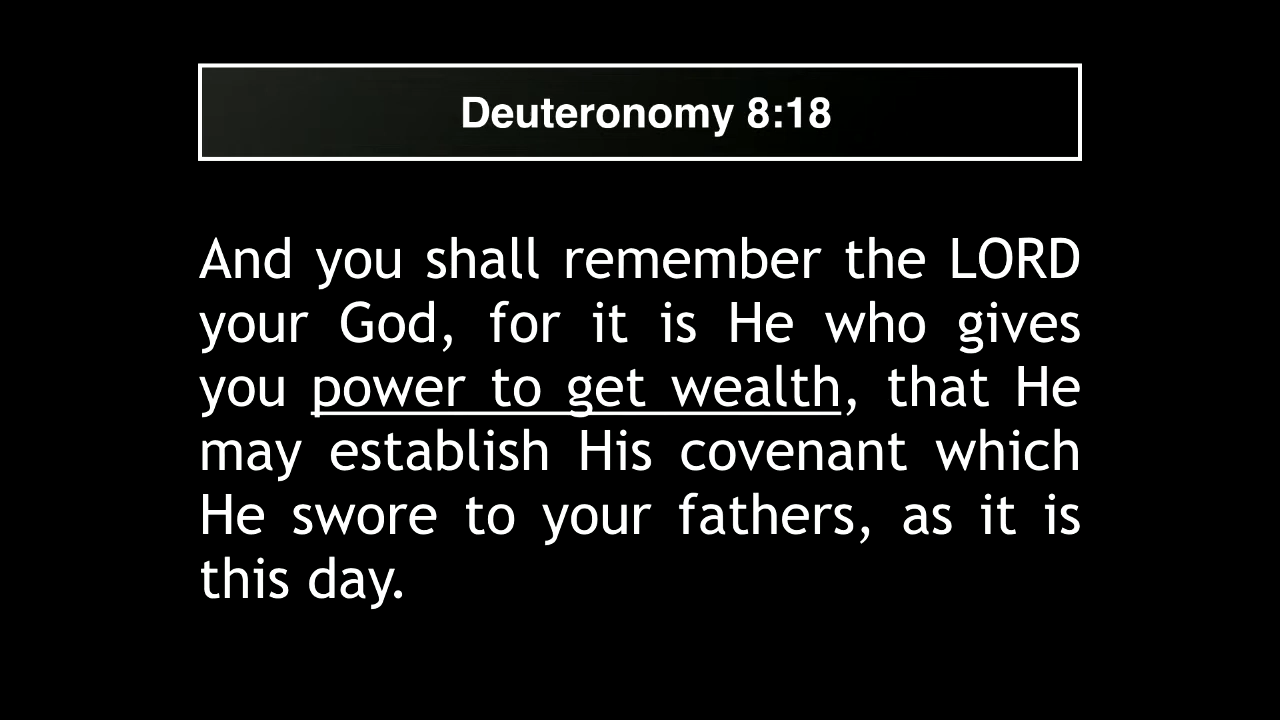 Deuteronomy 8:18
And you shall remember the LORD
your God, for it is He who gives
you power to get wealth, that He
may establish His covenant which
He swore to your fathers, as it is
this day.